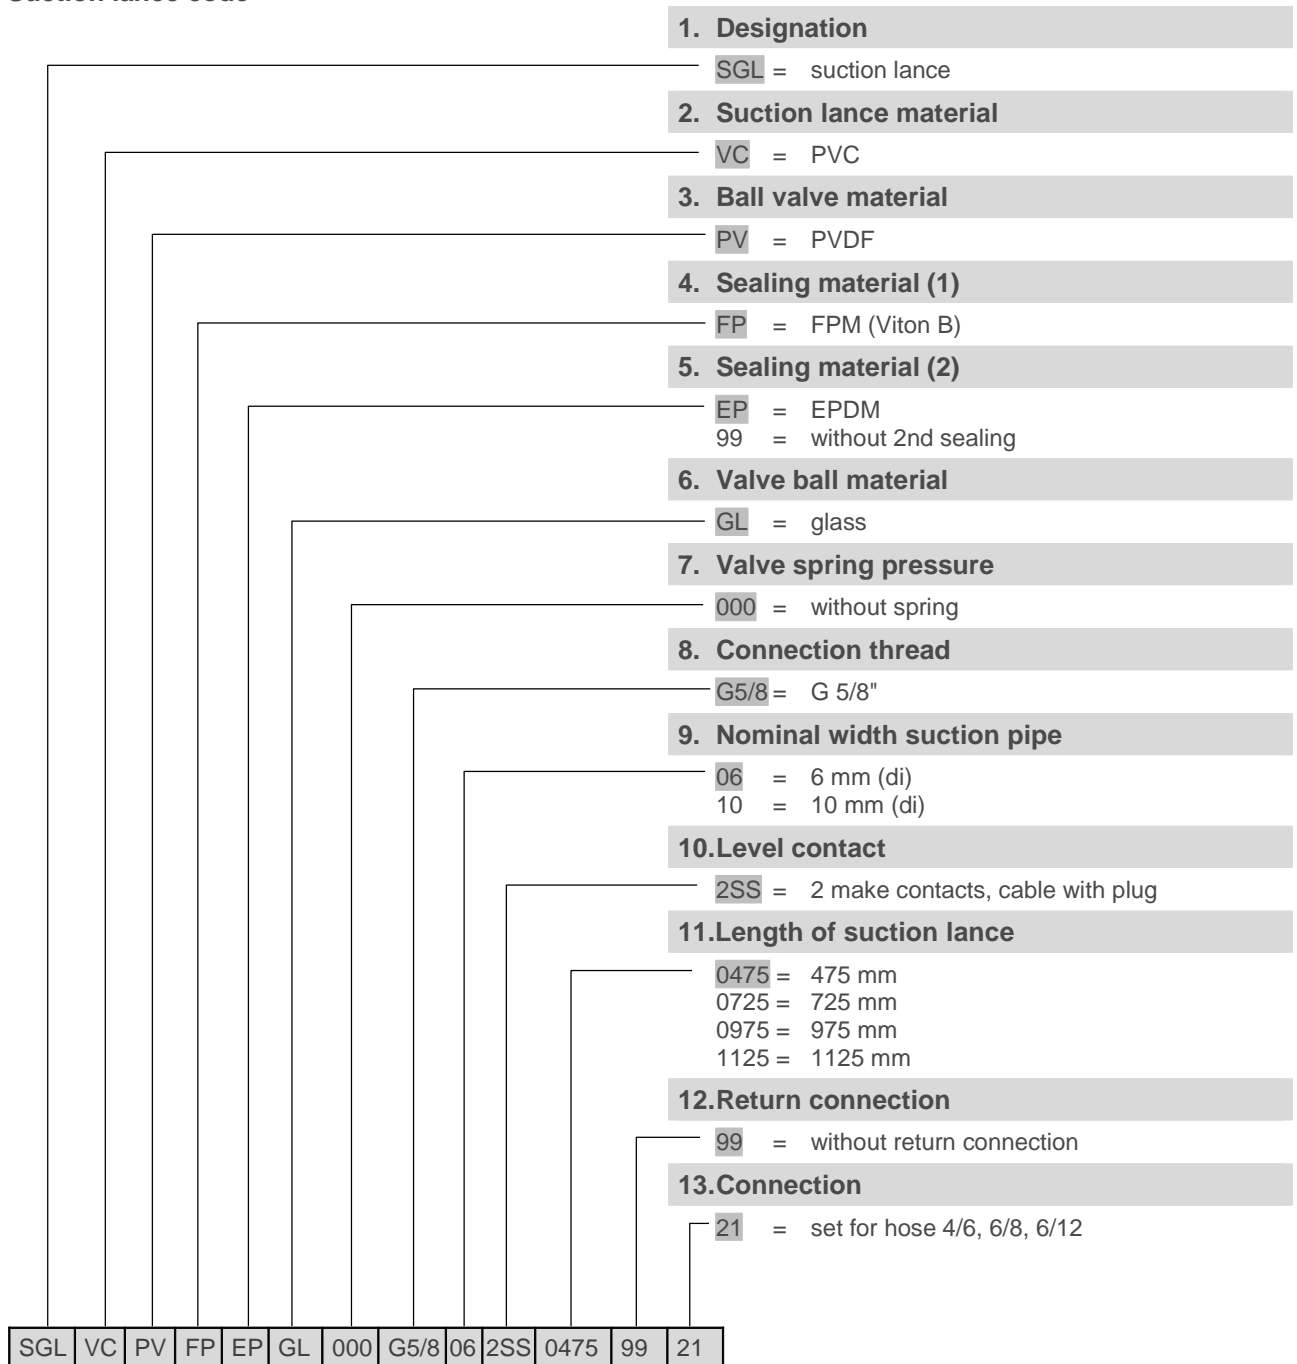 Suction lance code
1. Designation
SGL = suction lance
2. Suction lance material
VC = PVC
3. Ball valve material
PV = PVDF
4. Sealing material (1)
FP = FPM (Viton B)
5. Sealing material (2)
EP = EPDM
99 = without 2nd sealing
6. Valve ball material
GL = glass
7. Valve spring pressure
000 = without spring
8. Connection thread
G5/8 = G 5/8"
9. Nominal width suction pipe
06 = 6 mm (di)
10 = 10 mm (di)
10.Level contact
2SS = 2 make contacts, cable with plug
11.Length of suction lance
0475 = 475 mm
0725 = 725 mm
0975 = 975 mm
1125 = 1125 mm
12.Return connection
99 = without return connection
13.Connection
21 = set for hose 4/6, 6/8, 6/12
SGL VC PV FP EP GL 000 G5/8 06 2SS 0475 99 21